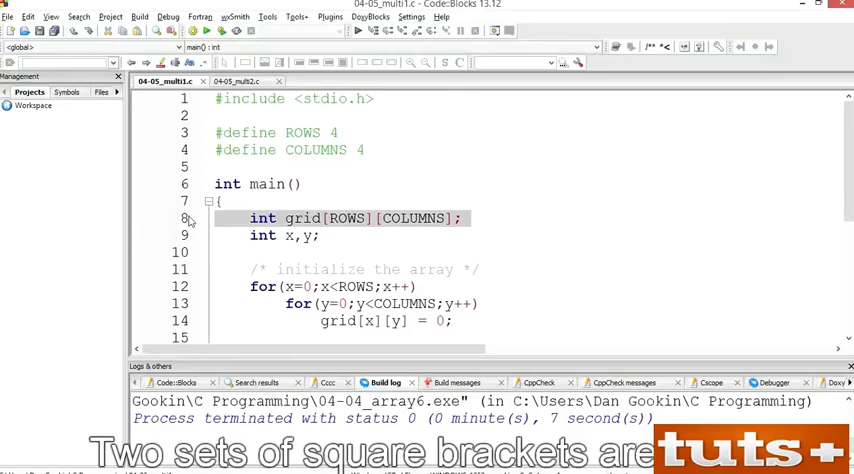 04-05_multi1.c - Code::Blocks 13.12
Edit View Search Project Build Debug Fortran wxSmith Tools Tools+ Plugins DoxyBlocks Settings Help
<global> main() : int
/** *<
S C
Management
Projects Symbols Files
Workspace
04-05_multi1.c 04-05_multi2.c
1 #include <stdio.h>
2
3 #define ROWS 4
4 #define COLUMNS 4
5
6 int main()
7 {
8 int grid[ROWS][COLUMNS];
9 int x,y;
10
11 /* initialize the array */
12 for(x=0;x<ROWS;x++)
13 for(y=0;y<COLUMNS;y++)
14 grid[x][y] = 0;
15
Logs & others
Code::Blocks Search results Cccc Build log Build messages CppCheck CppCheck messages Cscope Debugger Doxy
Gookin\C Programming\04-04_array6.exe" (in C:\Users\Dan Gookin\C Programming)
Process terminated with status 0 (0 minute(s), 7 second(s))
Two sets of square brackets are
tuts+